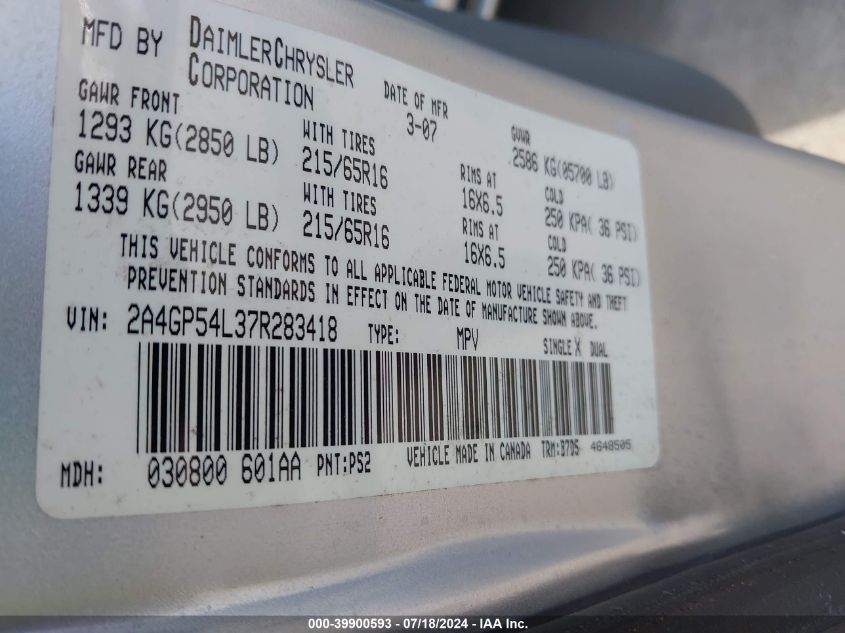 MFD BY DAIMLERCHRYSLER CORPORATION
DATE OF MFR 3-07
GVWR 2586 KG(05700 LB)
GAWR FRONT
1293 KG(2850 LB)
WITH TIRES
215/65R16
RIMS AT
16X6.5
COLD
250 KPA( 36 PSI)
GAWR REAR
1339 KG(2950 LB)
WITH TIRES
215/65R16
RIMS AT
16X6.5
COLD
250 KPA( 36 PSI)
THIS VEHICLE CONFORMS TO ALL APPLICABLE FEDERAL MOTOR VEHICLE SAFETY AND THEFT
PREVENTION STANDARDS IN EFFECT ON THE DATE OF MANUFACTURE SHOWN ABOVE.
VIN: 2A4GP54L37R283418 TYPE: MPV SINGLE X DUAL
MDH: 030800 601AA PNT:PS2 VEHICLE MADE IN CANADA TRM:B7D5 4648505
000-39900593 - 07/18/2024 - IAA Inc.